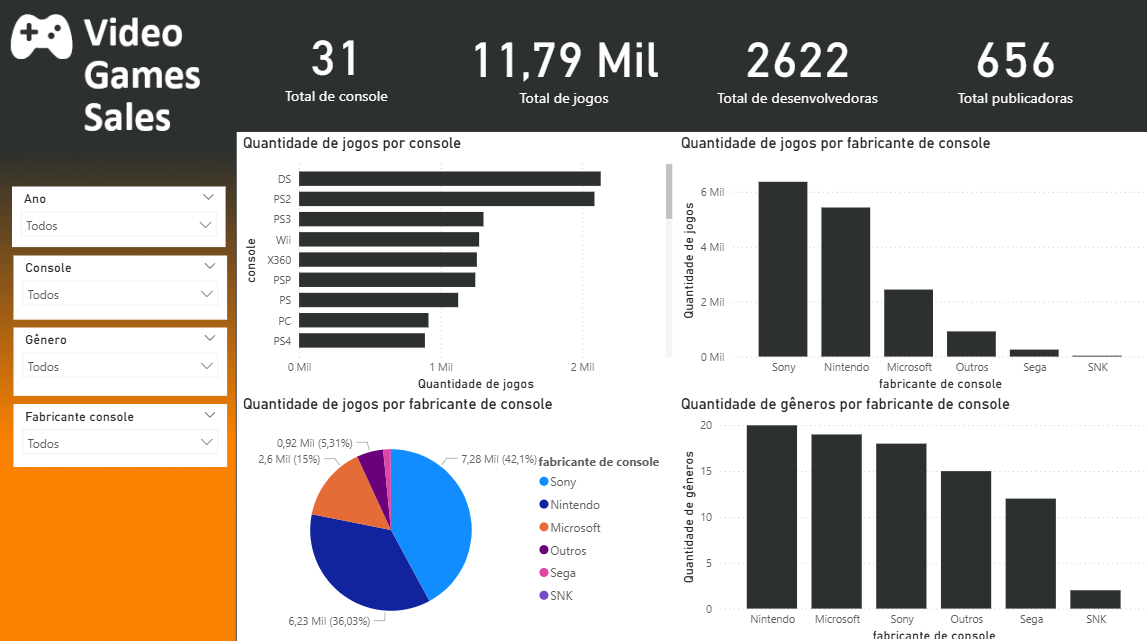 Video
Games
Sales
31
Total de console
11,79 Mil
Total de jogos
2622
Total de desenvolvedoras
656
Total publicadoras
Ano
Todos
Console
Todos
Gênero
Todos
Fabricante console
Todos
Quantidade de jogos por console
console
DS
PS2
PS3
Wii
X360
PSP
PS
PC
PS4
0 Mil
1 Mil
2 Mil
Quantidade de jogos
Quantidade de jogos por fabricante de console
Quantidade de jogos
6 Mil
4 Mil
2 Mil
0 Mil
Sony
Nintendo
Microsoft
Outros
Sega
SNK
fabricante de console
Quantidade de jogos por fabricante de console
0,92 Mil (5,31%)
2,6 Mil (15%)
7,28 Mil (42,1%)
6,23 Mil (36,03%)
fabricante de console
Sony
Nintendo
Microsoft
Outros
Sega
SNK
Quantidade de gêneros por fabricante de console
Quantidade de gêneros
20
15
10
5
0
Nintendo
Microsoft
Sony
Outros
Sega
SNK
fabricante de console